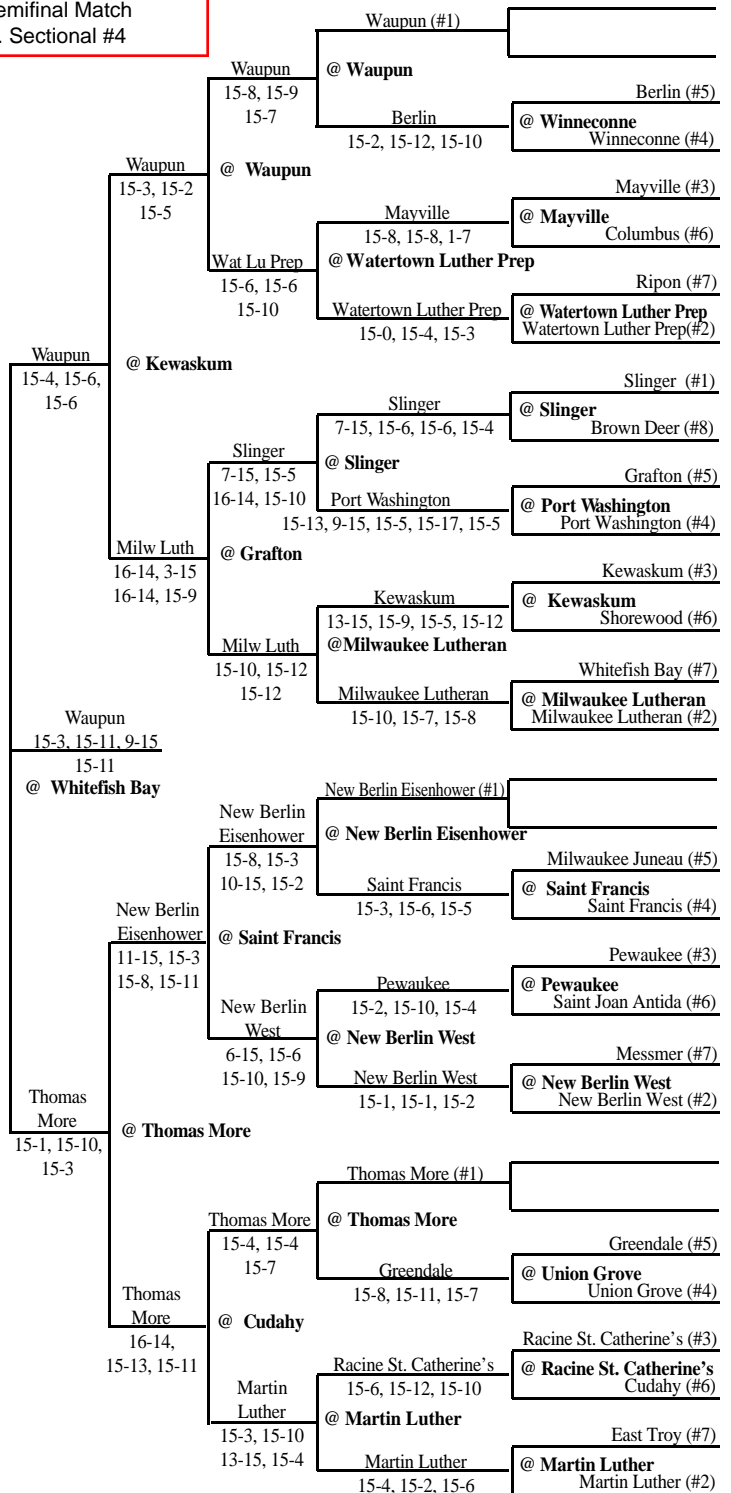 emifinal Match
. Sectional #4
Waupun (#1)
Waupun
15-8, 15-9
15-7
@ Waupun
Berlin (#5)
Berlin
15-2, 15-12, 15-10
@ Winneconne
Winneconne (#4)
Waupun
15-3, 15-2
15-5
@ Waupun
Mayville (#3)
Mayville
15-8, 15-8, 1-7
@ Mayville
Columbus (#6)
Wat Lu Prep
15-6, 15-6
15-10
@ Watertown Luther Prep
Ripon (#7)
Watertown Luther Prep
15-0, 15-4, 15-3
@ Watertown Luther Prep
Watertown Luther Prep(#2)
Waupun
15-4, 15-6,
15-6
@ Kewaskum
Slinger (#1)
Slinger
7-15, 15-6, 15-6, 15-4
@ Slinger
Brown Deer (#8)
Slinger
7-15, 15-5
16-14, 15-10
@ Slinger
Grafton (#5)
Port Washington
15-13, 9-15, 15-5, 15-17, 15-5
@ Port Washington
Port Washington (#4)
Milw Luth
16-14, 3-15
16-14, 15-9
@ Grafton
Kewaskum (#3)
Kewaskum
13-15, 15-9, 15-5, 15-12
@ Kewaskum
Shorewood (#6)
Milw Luth
15-10, 15-12
15-12
@Milwaukee Lutheran
Whitefish Bay (#7)
Milwaukee Lutheran
15-10, 15-7, 15-8
@ Milwaukee Lutheran
Milwaukee Lutheran (#2)
Waupun
15-3, 15-11, 9-15
15-11
@ Whitefish Bay
New Berlin Eisenhower (#1)
New Berlin
Eisenhower
15-8, 15-3
10-15, 15-2
@ New Berlin Eisenhower
Milwaukee Juneau (#5)
Saint Francis
15-3, 15-6, 15-5
@ Saint Francis
Saint Francis (#4)
New Berlin
Eisenhower
11-15, 15-3
15-8, 15-11
@ Saint Francis
Pewaukee (#3)
Pewaukee
15-2, 15-10, 15-4
@ Pewaukee
Saint Joan Antida (#6)
New Berlin
West
6-15, 15-6
15-10, 15-9
@ New Berlin West
Messmer (#7)
New Berlin West
15-1, 15-1, 15-2
@ New Berlin West
New Berlin West (#2)
Thomas
More
15-1, 15-10,
15-3
@ Thomas More
Thomas More (#1)
Thomas More
15-4, 15-4
15-7
@ Thomas More
Greendale (#5)
Greendale
15-8, 15-11, 15-7
@ Union Grove
Union Grove (#4)
Thomas
More
16-14,
15-13, 15-11
@ Cudahy
Racine St. Catherine's (#3)
Racine St. Catherine's
15-6, 15-12, 15-10
@ Racine St. Catherine's
Cudahy (#6)
Martin
Luther
15-3, 15-10
13-15, 15-4
@ Martin Luther
East Troy (#7)
Martin Luther
15-4, 15-2, 15-6
@ Martin Luther
Martin Luther (#2)